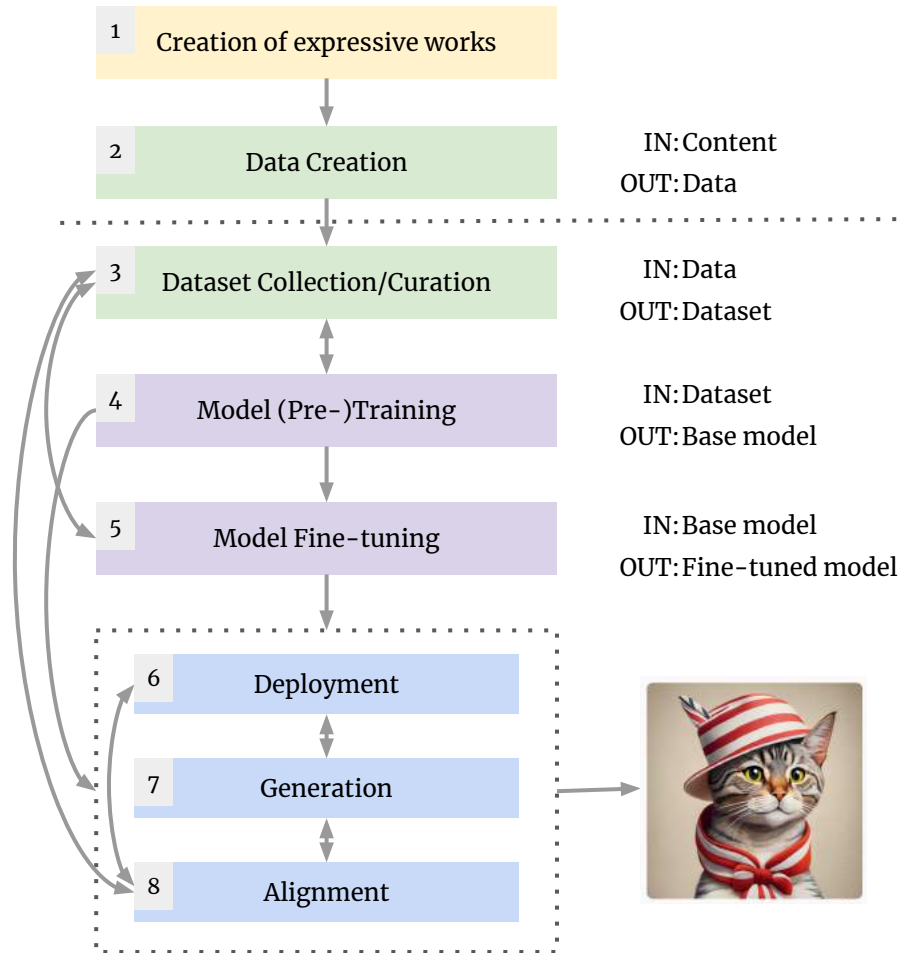 1
Creation of expressive works
2
Data Creation
IN: Content
OUT: Data
3
Dataset Collection/Curation
IN: Data
OUT: Dataset
4
Model (Pre-)Training
IN: Dataset
OUT: Base model
5
Model Fine-tuning
IN: Base model
OUT: Fine-tuned model
6
Deployment
7
Generation
8
Alignment